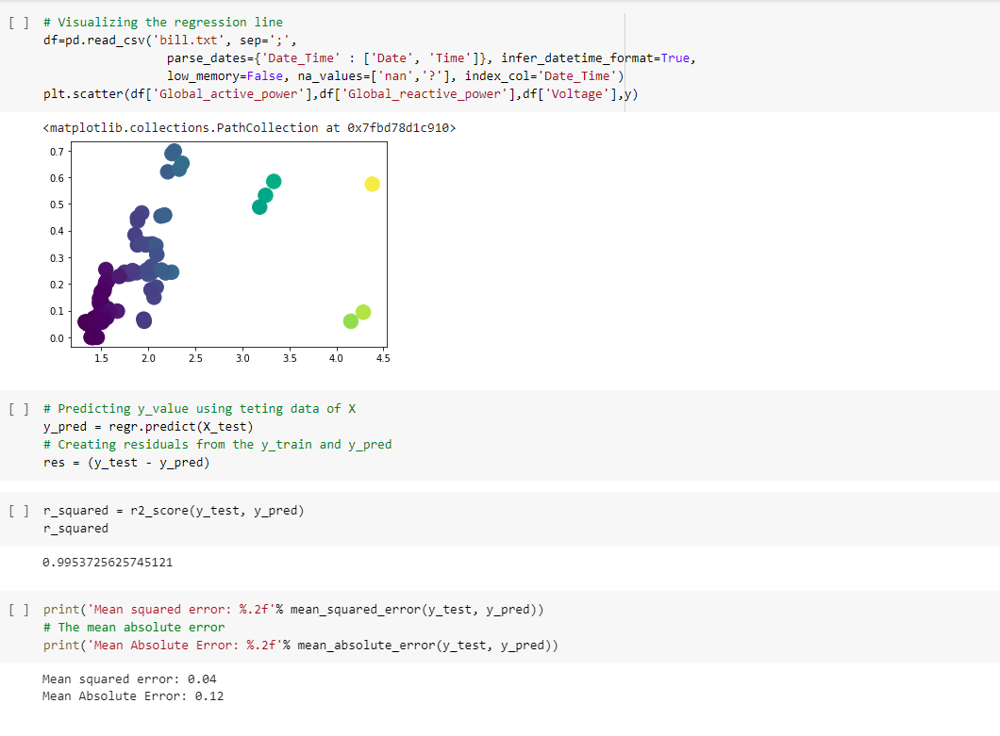 [ ] # Visualizing the regression line
df=pd.read_csv('bill.txt', sep=';',
parse_dates={'Date_Time' : ['Date', 'Time']}, infer_datetime_format=True,
low_memory=False, na_values=['nan','?'], index_col='Date_Time')
plt.scatter(df['Global_active_power'],df['Global_reactive_power'],df['Voltage'],y)
<matplotlib.collections.PathCollection at 0x7fbd78d1c910>
0.7
0.6
0.5
0.4
0.3
0.2
0.1
0.0
1.5 2.0 2.5 3.0 3.5 4.0 4.5
[ ] # Predicting y_value using teting data of X
y_pred = regr.predict(X_test)
# Creating residuals from the y_train and y_pred
res = (y_test - y_pred)
[ ] r_squared = r2_score(y_test, y_pred)
r_squared
0.9953725625745121
[ ] print('Mean squared error: %.2f'% mean_squared_error(y_test, y_pred))
# The mean absolute error
print('Mean Absolute Error: %.2f'% mean_absolute_error(y_test, y_pred))
Mean squared error: 0.04
Mean Absolute Error: 0.12